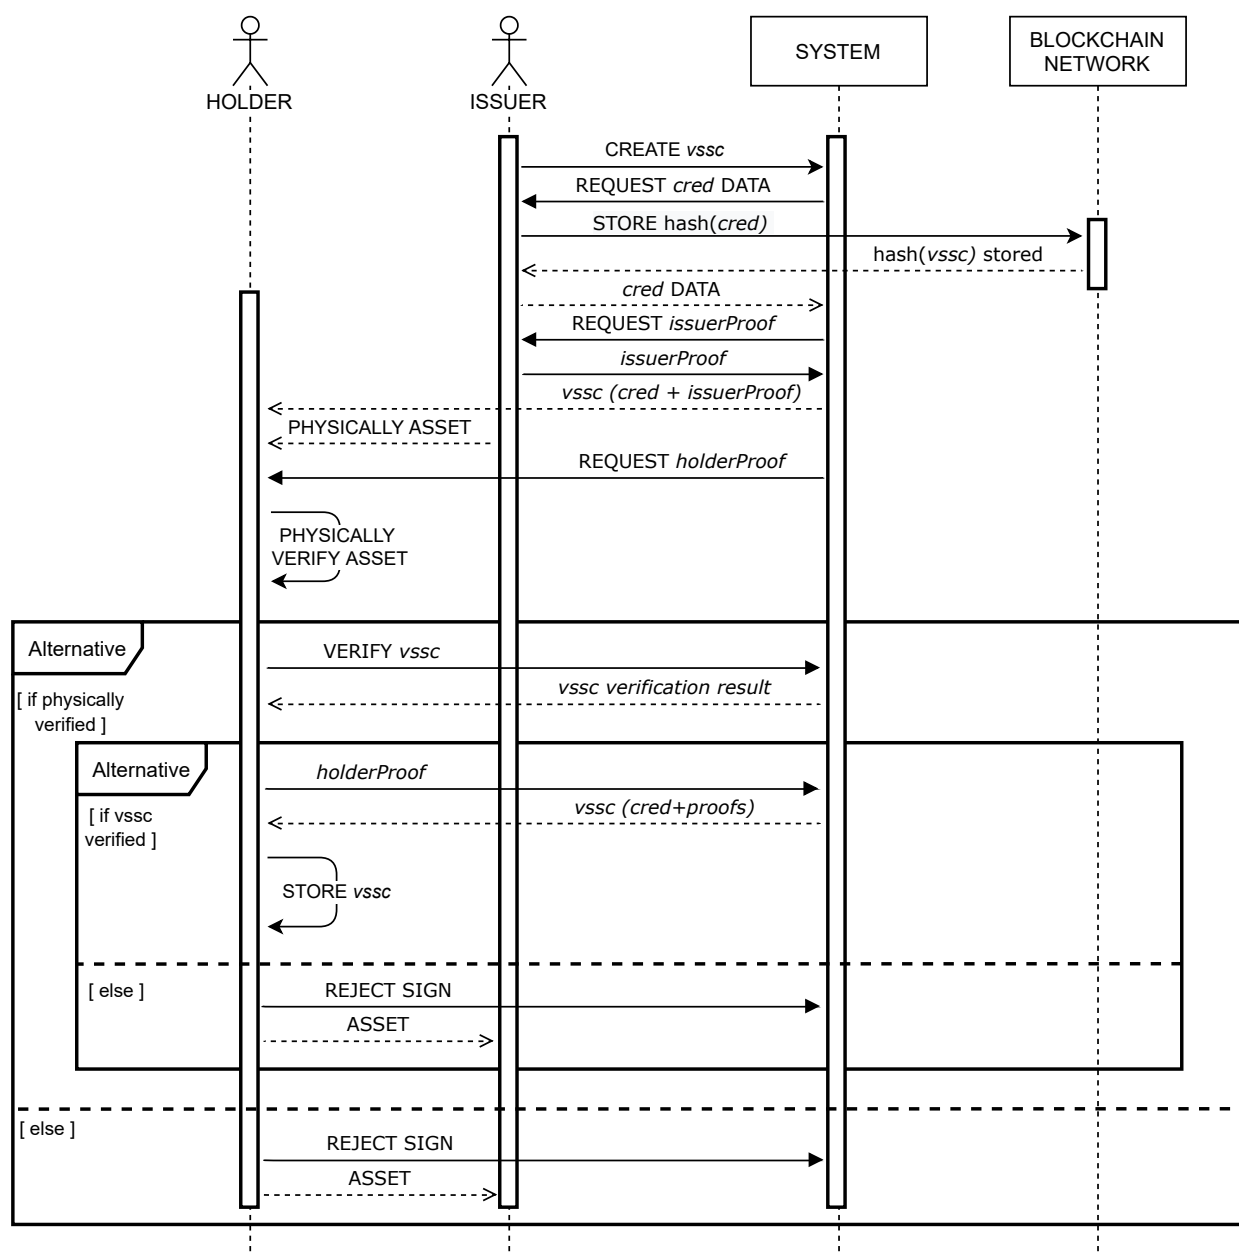 HOLDER
ISSUER
SYSTEM
BLOCKCHAIN
NETWORK
CREATE vssc
REQUEST cred DATA
STORE hash(cred)
hash(vssc) stored
cred DATA
REQUEST issuerProof
issuerProof
vssc (cred + issuerProof)
PHYSICALLY ASSET
REQUEST holderProof
PHYSICALLY
VERIFY ASSET
Alternative
VERIFY vssc
[ if physically
verified ]
vssc verification result
Alternative
holderProof
[ if vssc
verified ]
vssc (cred+proofs)
STORE vssc
[ else ]
REJECT SIGN
ASSET
[ else ]
REJECT SIGN
ASSET